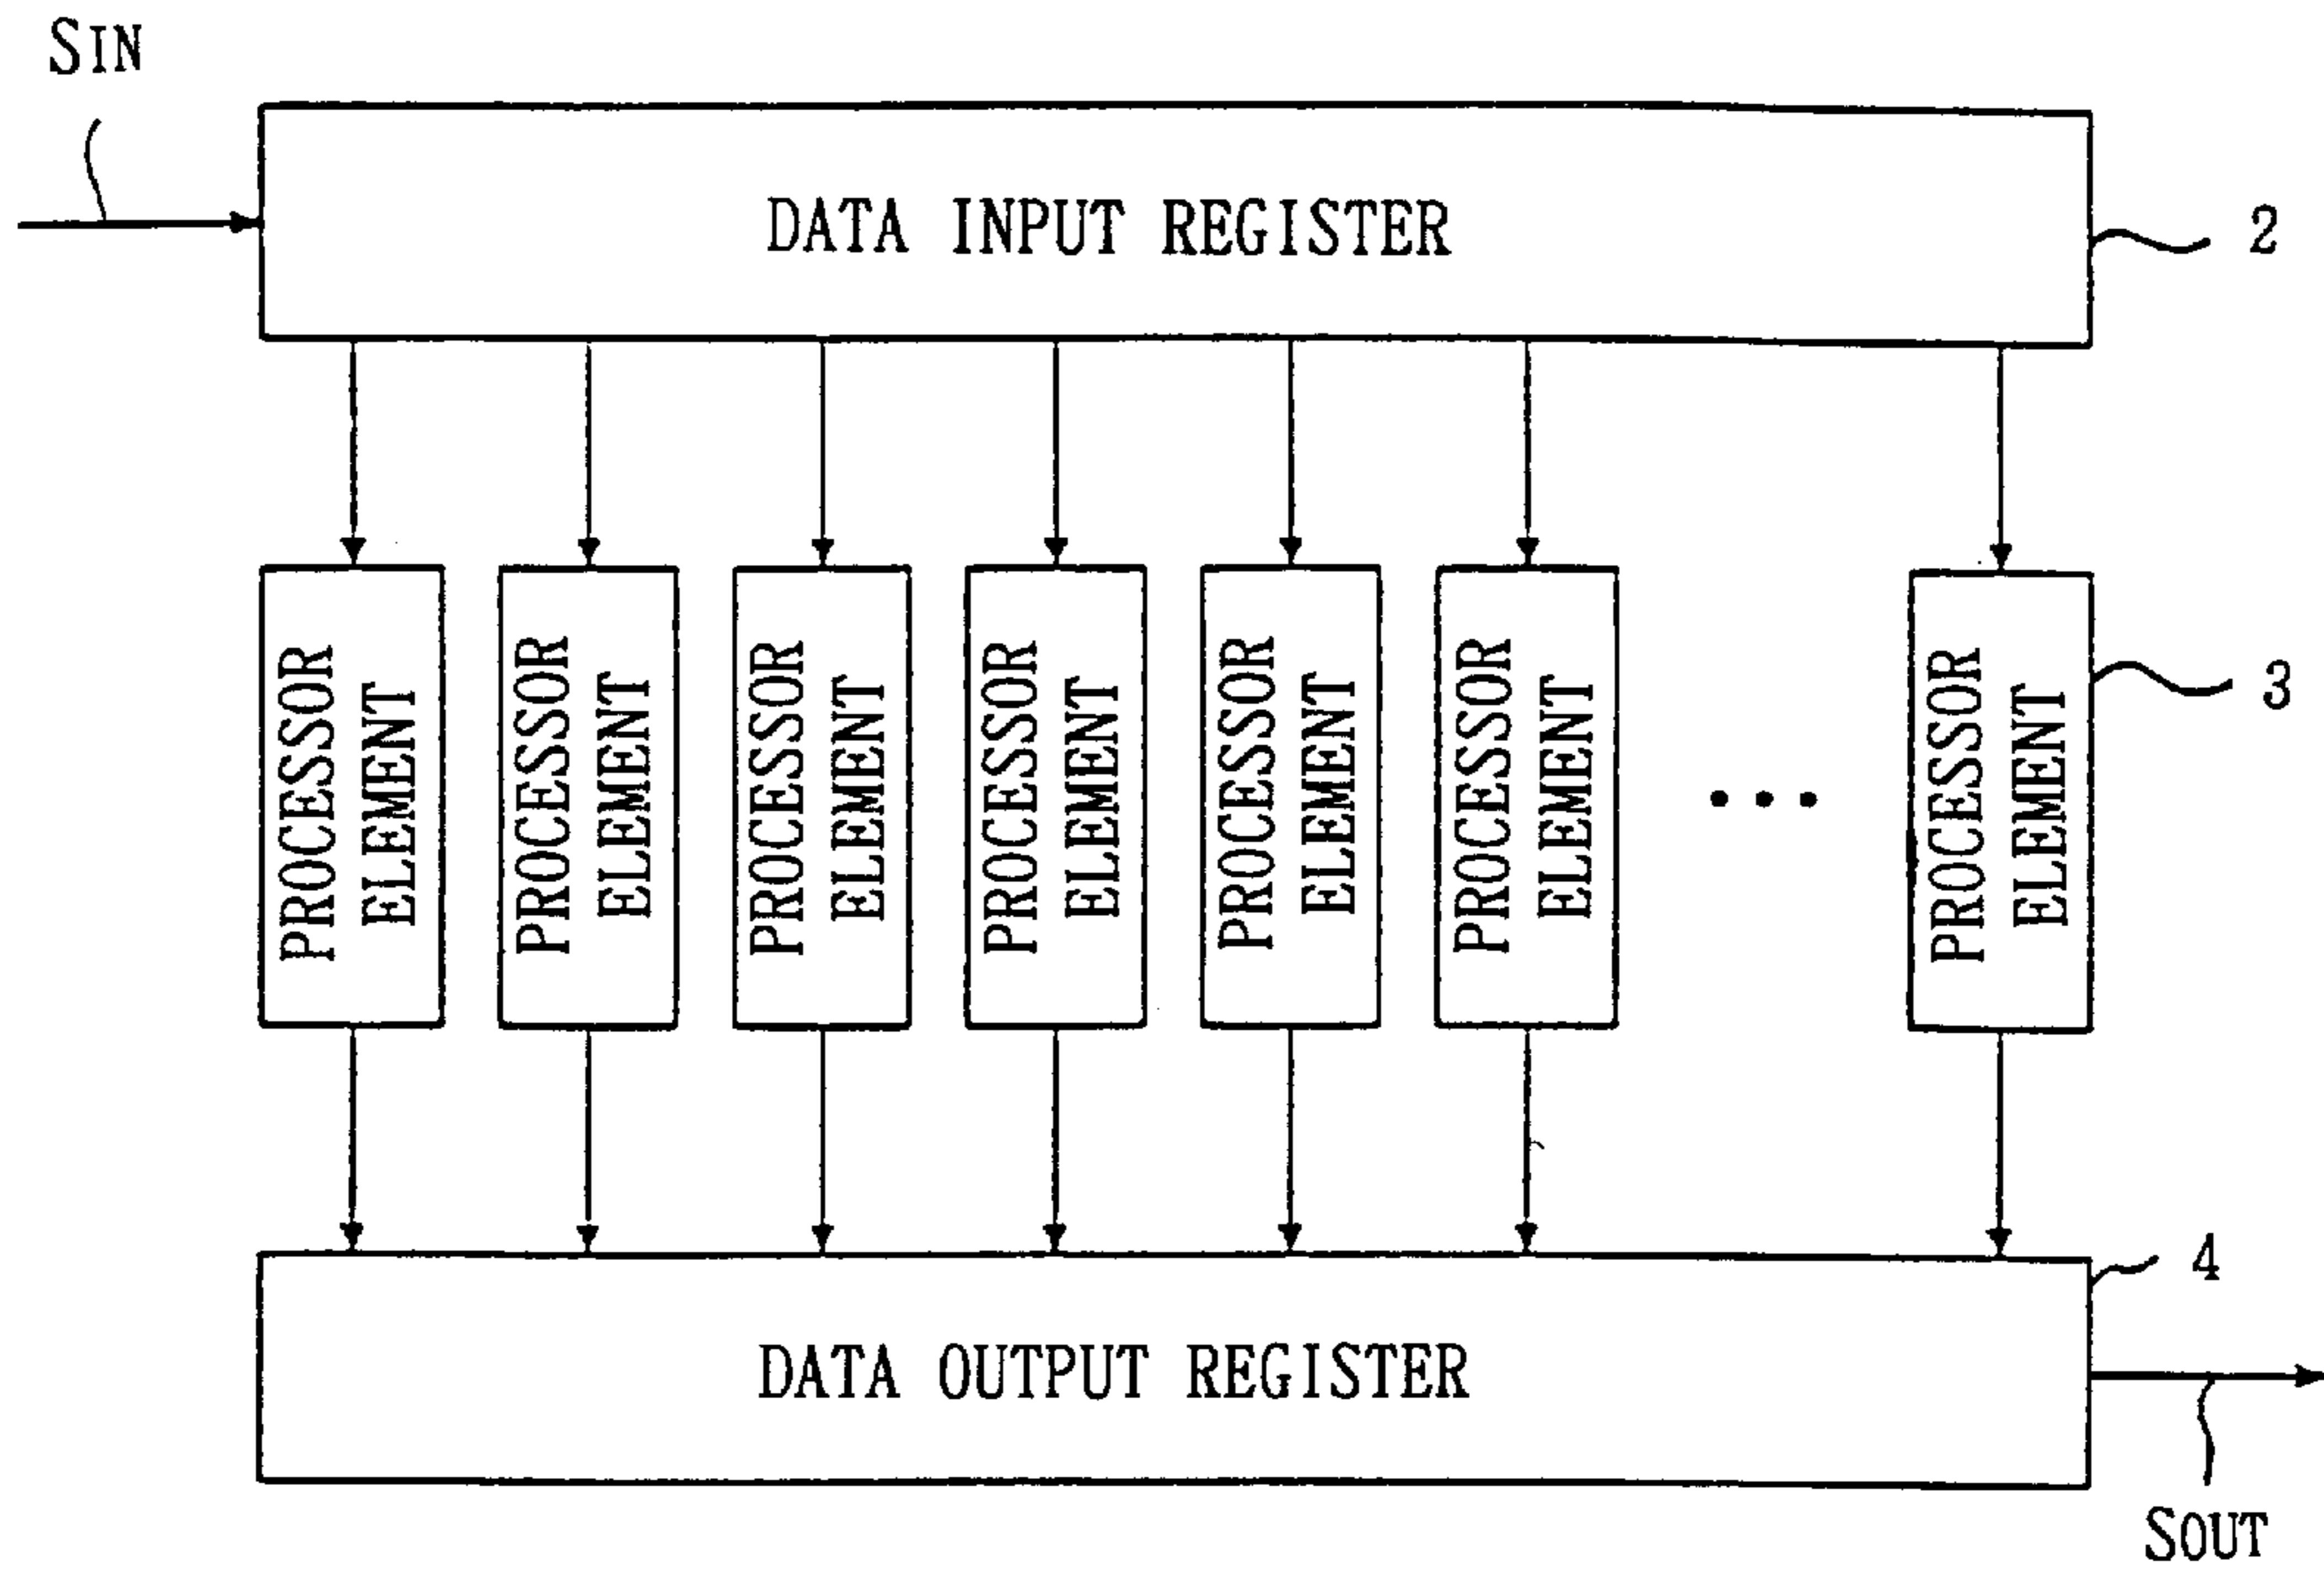 SIN
DATA INPUT REGISTER
2
PROCESSOR
ELEMENT
PROCESSOR
ELEMENT
PROCESSOR
ELEMENT
PROCESSOR
ELEMENT
PROCESSOR
ELEMENT
PROCESSOR
ELEMENT
• • •
PROCESSOR
ELEMENT
3
4
DATA OUTPUT REGISTER
SOUT